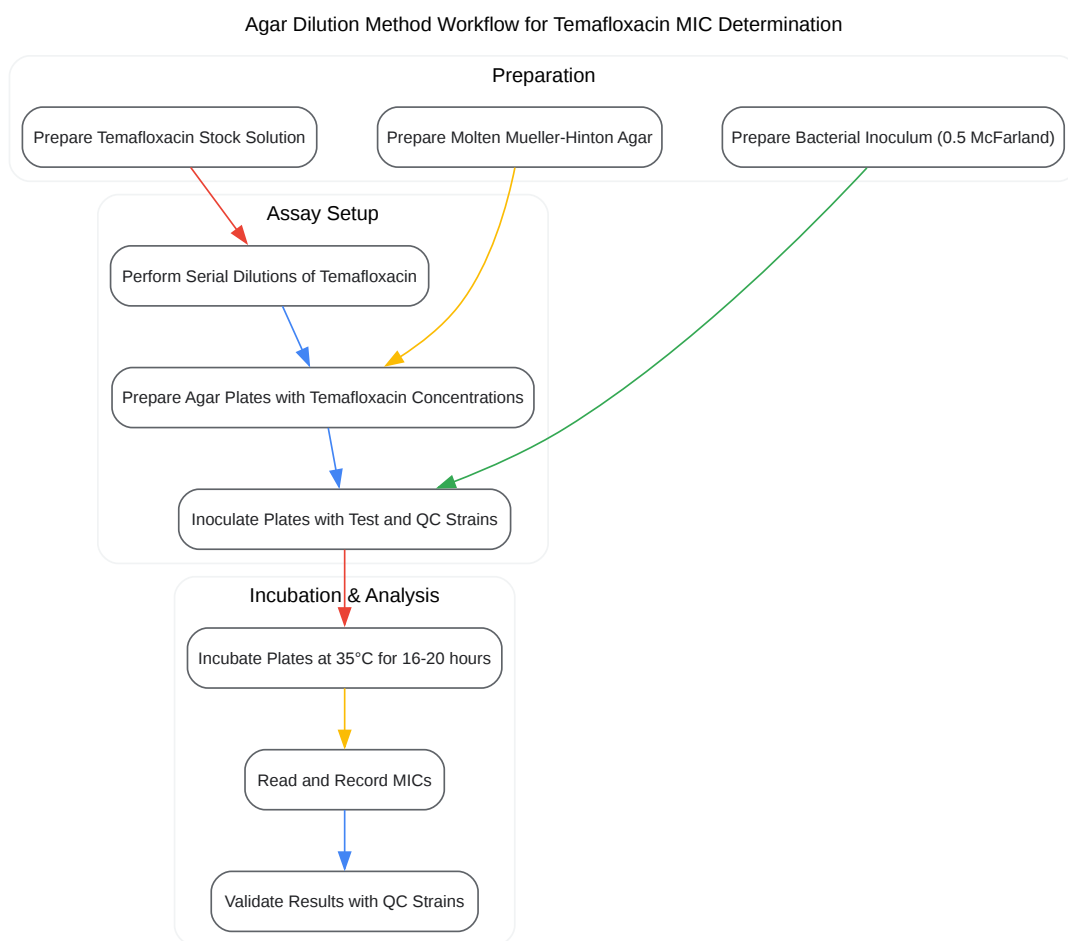 Agar Dilution Method Workflow for Temafloxacin MIC Determination
Preparation
Prepare Temafloxacin Stock Solution
Prepare Molten Mueller-Hinton Agar
Prepare Bacterial Inoculum (0.5 McFarland)
Assay Setup
Perform Serial Dilutions of Temafloxacin
Prepare Agar Plates with Temafloxacin Concentrations
Inoculate Plates with Test and QC Strains
Incubation & Analysis
Incubate Plates at 35°C for 16-20 hours
Read and Record MICs
Validate Results with QC Strains